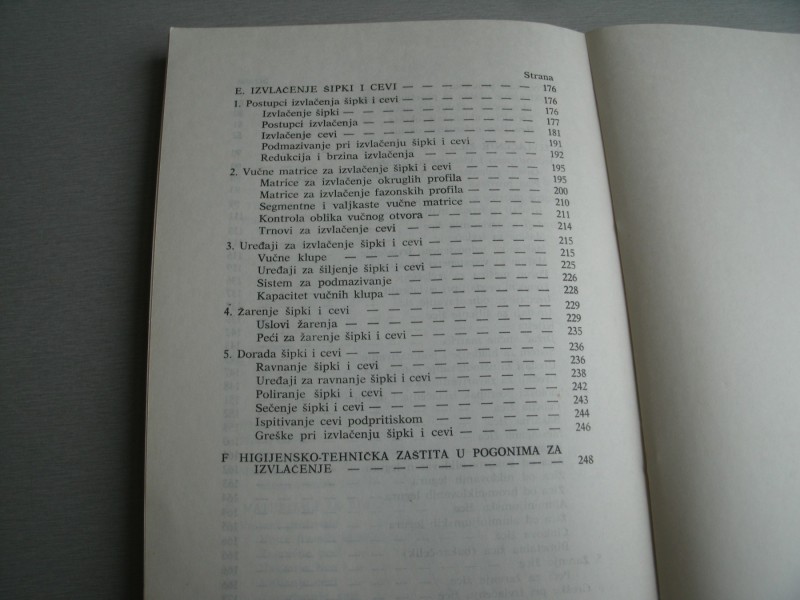 Strana
E. IZVLAČENJE ŠIPKI I CEVI — — — — — — — 176
1. Postupci izvlačenja šipki i cevi — — — — — — — 176
Izvlačenje šipki — — — — — — — — — 176
Postupci izvlačenja — — — — — — — — 177
Izvlačenje cevi — — — — — — — — — 181
Podmazivanje pri izvlačenju šipki i cevi — — — — 191
Redukcija i brzina izvlačenja — — — — — — 192
2. Vučne matrice za izvlačenje šipki i cevi — — — — 195
Matrice za izvlačenje okruglih profila — — — — — 195
Matrice za izvlačenje fazonskih profila — — — — 200
Segmentne i valjkaste vučne matrice — — — — 210
Kontrola oblika vučnog otvora — — — — — — 211
Trnovi za izvlačenje cevi — — — — — — — 214
3. Uređaji za izvlačenje šipki i cevi — — — — — — 215
Vučne klupe — — — — — — — — — 215
Uređaji za šiljenje šipki i cevi — — — — — — 225
Sistem za podmazivanje — — — — — — — 226
Kapacitet vučnih klupa — — — — — — — — 228
4. Žarenje šipki i cevi — — — — — — — — 229
Uslovi žarenja — — — — — — — — — 229
Peći za žarenje šipki i cevi — — — — — — 235
5. Dorada šipki i cevi — — — — — — — — — 236
Ravnanje šipki i cevi — — — — — — — 236
Uređaji za ravnanje šipki i cevi — — — — — — 238
Poliranje šipki i cevi — — — — — — — 242
Sečenje šipki i cevi — — — — — — — — 243
Ispitivanje cevi podpritiskom — — — — — — 244
Greške pri izvlačenju šipki i cevi — — — — — 246
F HIGIJENSKO-TEHNIČKA ZAŠTITA U POGONIMA ZA
IZVLAČENJE — — — — — — — — — — 248